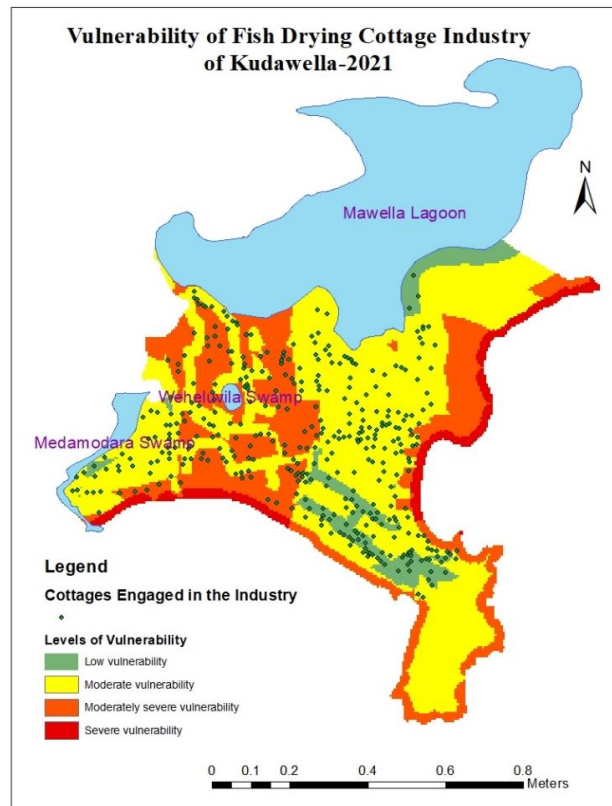 Vulnerability of Fish Drying Cottage Industry
of Kudawella-2021
N
Mawella Lagoon
Weheluvila Swamp
Medamodara Swamp
Legend
Cottages Engaged in the Industry
Levels of Vulnerability
Low vulnerability
Moderate vulnerability
Moderately severe vulnerability
Severe vulnerability
0 0.1 0.2 0.4 0.6 0.8
Meters